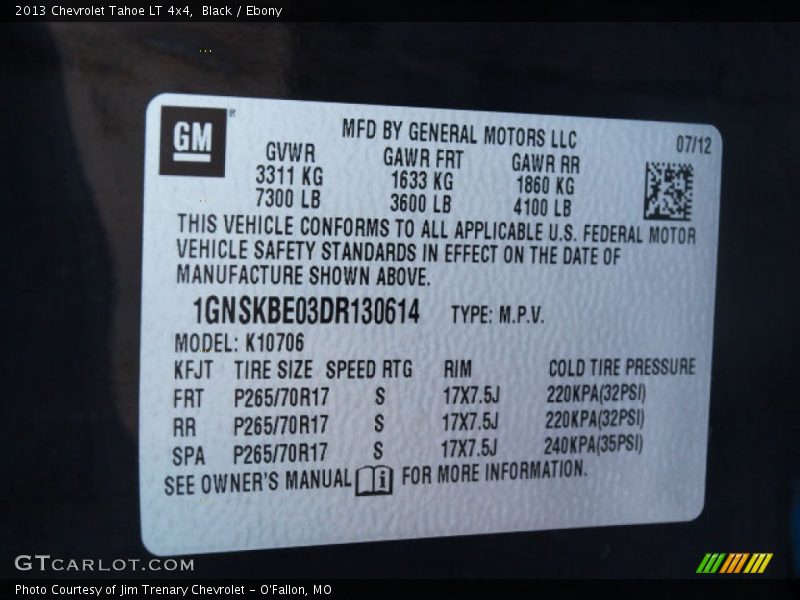 2013 Chevrolet Tahoe LT 4x4, Black / Ebony
GM®
MFD BY GENERAL MOTORS LLC 07/12
GVWR GAWR FRT GAWR RR
3311 KG 1633 KG 1860 KG
7300 LB 3600 LB 4100 LB
THIS VEHICLE CONFORMS TO ALL APPLICABLE U.S. FEDERAL MOTOR
VEHICLE SAFETY STANDARDS IN EFFECT ON THE DATE OF
MANUFACTURE SHOWN ABOVE.
1GNSKBE03DR130614 TYPE: M.P.V.
MODEL: K10706
KFJT TIRE SIZE SPEED RTG RIM COLD TIRE PRESSURE
FRT P265/70R17 S 17X7.5J 220KPA(32PSI)
RR P265/70R17 S 17X7.5J 220KPA(32PSI)
SPA P265/70R17 S 17X7.5J 240KPA(35PSI)
SEE OWNER'S MANUAL i FOR MORE INFORMATION.
GTCARLOT.COM
Photo Courtesy of Jim Trenary Chevrolet - O'Fallon, MO